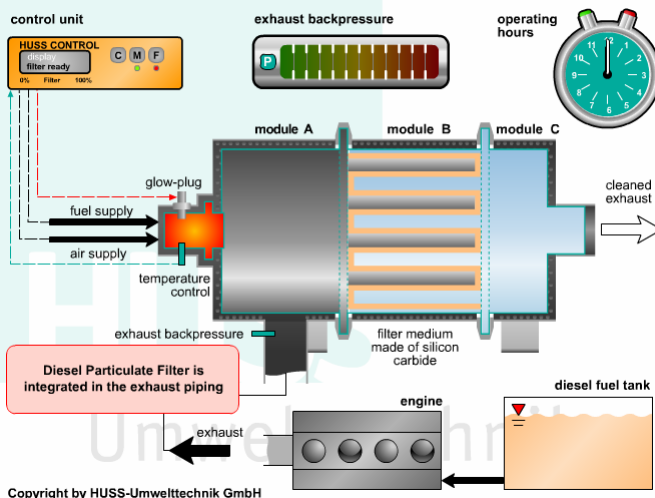 control unit
HUSS CONTROL
display
filter ready
0% Filter 100%
C M F
exhaust backpressure
P
operating
hours
12
1
2
3
4
5
6
7
8
9
10
11
module A
module B
module C
glow-plug
fuel supply
air supply
temperature
control
cleaned
exhaust
exhaust backpressure
filter medium
made of silicon
carbide
Diesel Particulate Filter is
integrated in the exhaust piping
exhaust
engine
diesel fuel tank
Umwelttechnik
Copyright by HUSS-Umwelttechnik GmbH